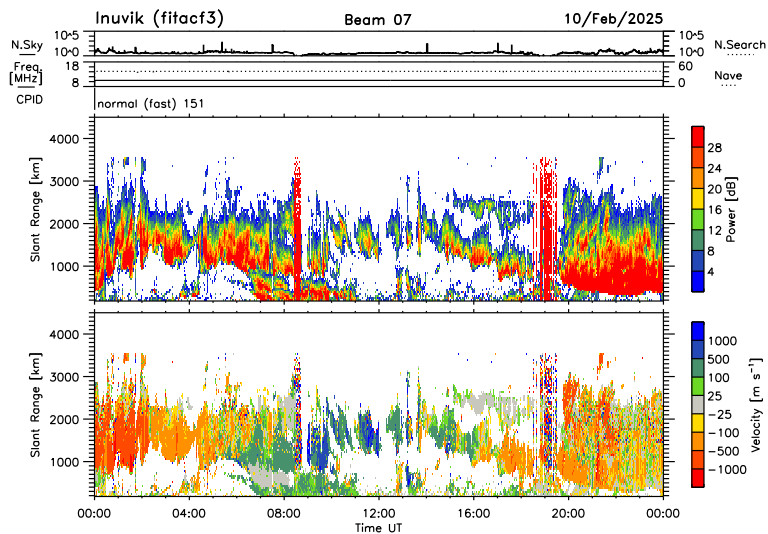 Inuvik (fitacf3) Beam 07 10/Feb/2025
N.Sky 10^5 10^0 10^5 10^0 N.Search
Freq. [MHz] 18 8 60 0 Nave
CPID normal (fast) 151
Slant Range [km] 4000 3000 2000 1000
Power [dB] 28 24 20 16 12 8 4
Slant Range [km] 4000 3000 2000 1000
Velocity [m s⁻¹] 1000 500 100 25 −25 −100 −500 −1000
00:00 04:00 08:00 12:00 16:00 20:00 00:00
Time UT